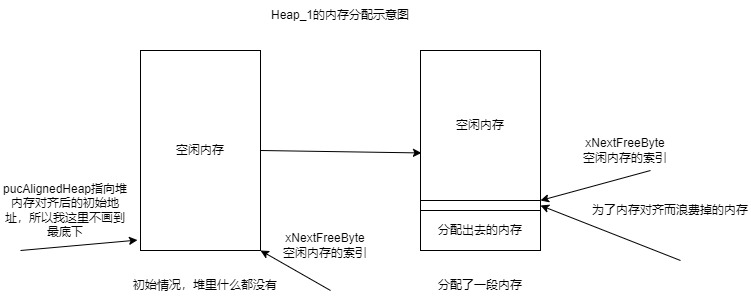 Heap_1的内存分配示意图
空闲内存
空闲内存
xNextFreeByte
空闲内存的索引
pucAlignedHeap指向堆
内存对齐后的初始地
址，所以我这里不画到
最底下
为了内存对齐而浪费掉的内存
分配出去的内存
xNextFreeByte
空闲内存的索引
初始情况，堆里什么都没有
分配了一段内存